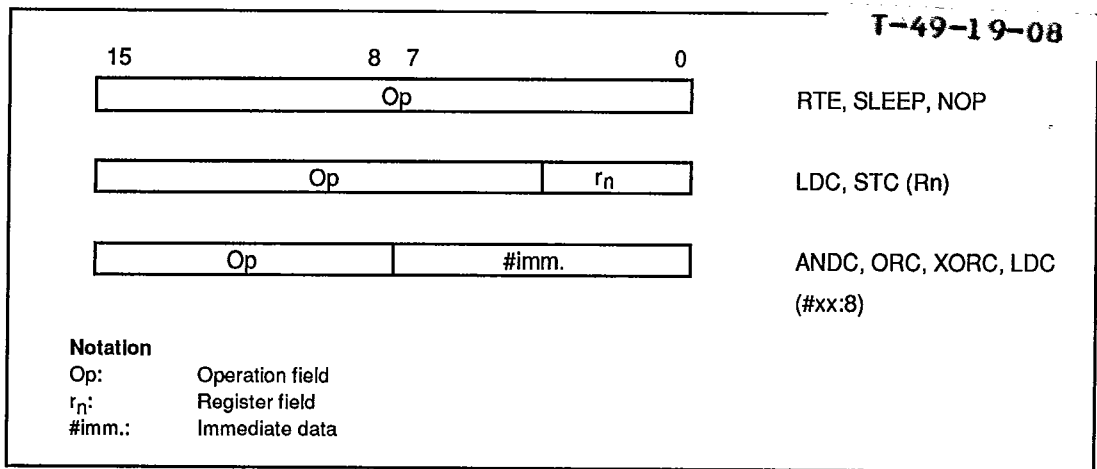 T-49-19-08
15 8 7 0
Op RTE, SLEEP, NOP
Op rn LDC, STC (Rn)
Op #imm. ANDC, ORC, XORC, LDC
(#xx:8)
Notation
Op: Operation field
rn: Register field
#imm.: Immediate data